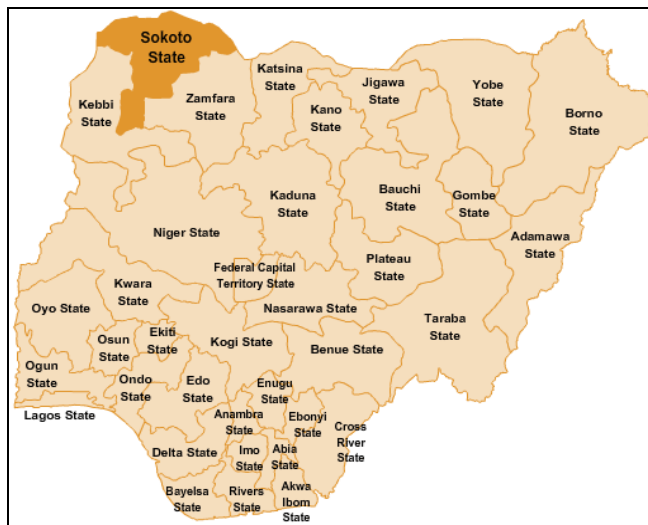 Sokoto
State
Katsina
State
Jigawa
State
Yobe
State
Kebbi
State
Zamfara
State
Kano
State
Borno
State
Kaduna
State
Bauchi
State
Gombe
State
Niger State
Adamawa
State
Federal Capital
Territory State
Plateau
State
Kwara
State
Oyo State
Nasarawa State
Taraba
State
Osun
State
Ekiti
State
Kogi State
Benue State
Ogun
State
Ondo
State
Edo
State
Enugu
State
Lagos State
Anambra
State
Ebonyi
State
Cross
River
State
Delta State
Imo
State
Abia
State
Bayelsa
State
Rivers
State
Akwa
Ibom
State